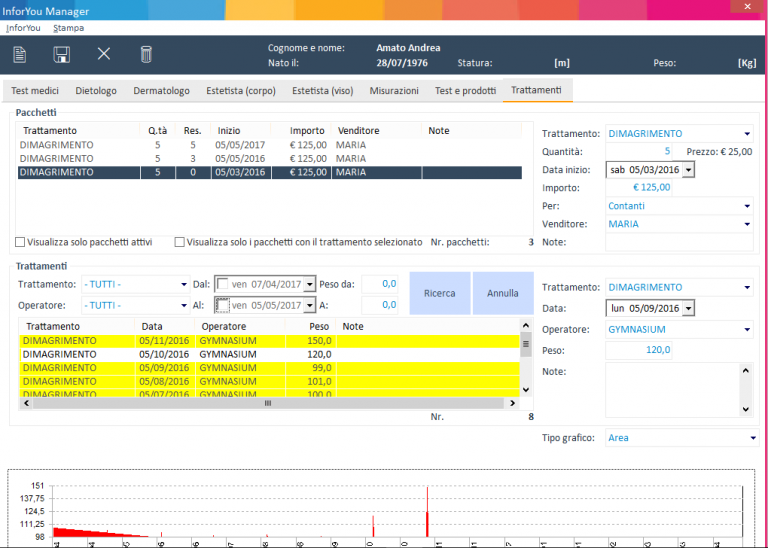 InforYou Manager
InforYou Stampa
Cognome e nome: Amato Andrea
Nato il: 28/07/1976 Statura: [m] Peso: [Kg]
Test medici Dietologo Dermatologo Estetista (corpo) Estetista (viso) Misurazioni Test e prodotti Trattamenti
Pacchetti
Trattamento Q.tà Res. Inizio Importo Venditore Note
DIMAGRIMENTO 5 5 05/05/2017 € 125,00 MARIA
DIMAGRIMENTO 5 3 05/05/2016 € 125,00 MARIA
DIMAGRIMENTO 5 0 05/03/2016 € 125,00 MARIA
Visualizza solo pacchetti attivi Visualizza solo i pacchetti con il trattamento selezionato Nr. pacchetti: 3
Trattamento: DIMAGRIMENTO
Quantità: 5 Prezzo: € 25,00
Data inizio: sab 05/03/2016
Importo: € 125,00
Per: Contanti
Venditore: MARIA
Note:
Trattamenti
Trattamento: - TUTTI - Dal: ven 07/04/2017 Peso da: 0,0
Operatore: - TUTTI - Al: ven 05/05/2017 A: 0,0
Ricerca Annulla
Trattamento Data Operatore Peso Note
DIMAGRIMENTO 05/11/2016 GYMNASIUM 150,0
DIMAGRIMENTO 05/10/2016 GYMNASIUM 120,0
DIMAGRIMENTO 05/09/2016 GYMNASIUM 99,0
DIMAGRIMENTO 05/08/2016 GYMNASIUM 101,0
DIMAGRIMENTO 05/07/2016 GYMNASIUM 100,0
Nr. 8
Trattamento: DIMAGRIMENTO
Data: lun 05/09/2016
Operatore: GYMNASIUM
Peso: 120,0
Note:
Tipo grafico: Area
151
137,75
124,5
111,25
98